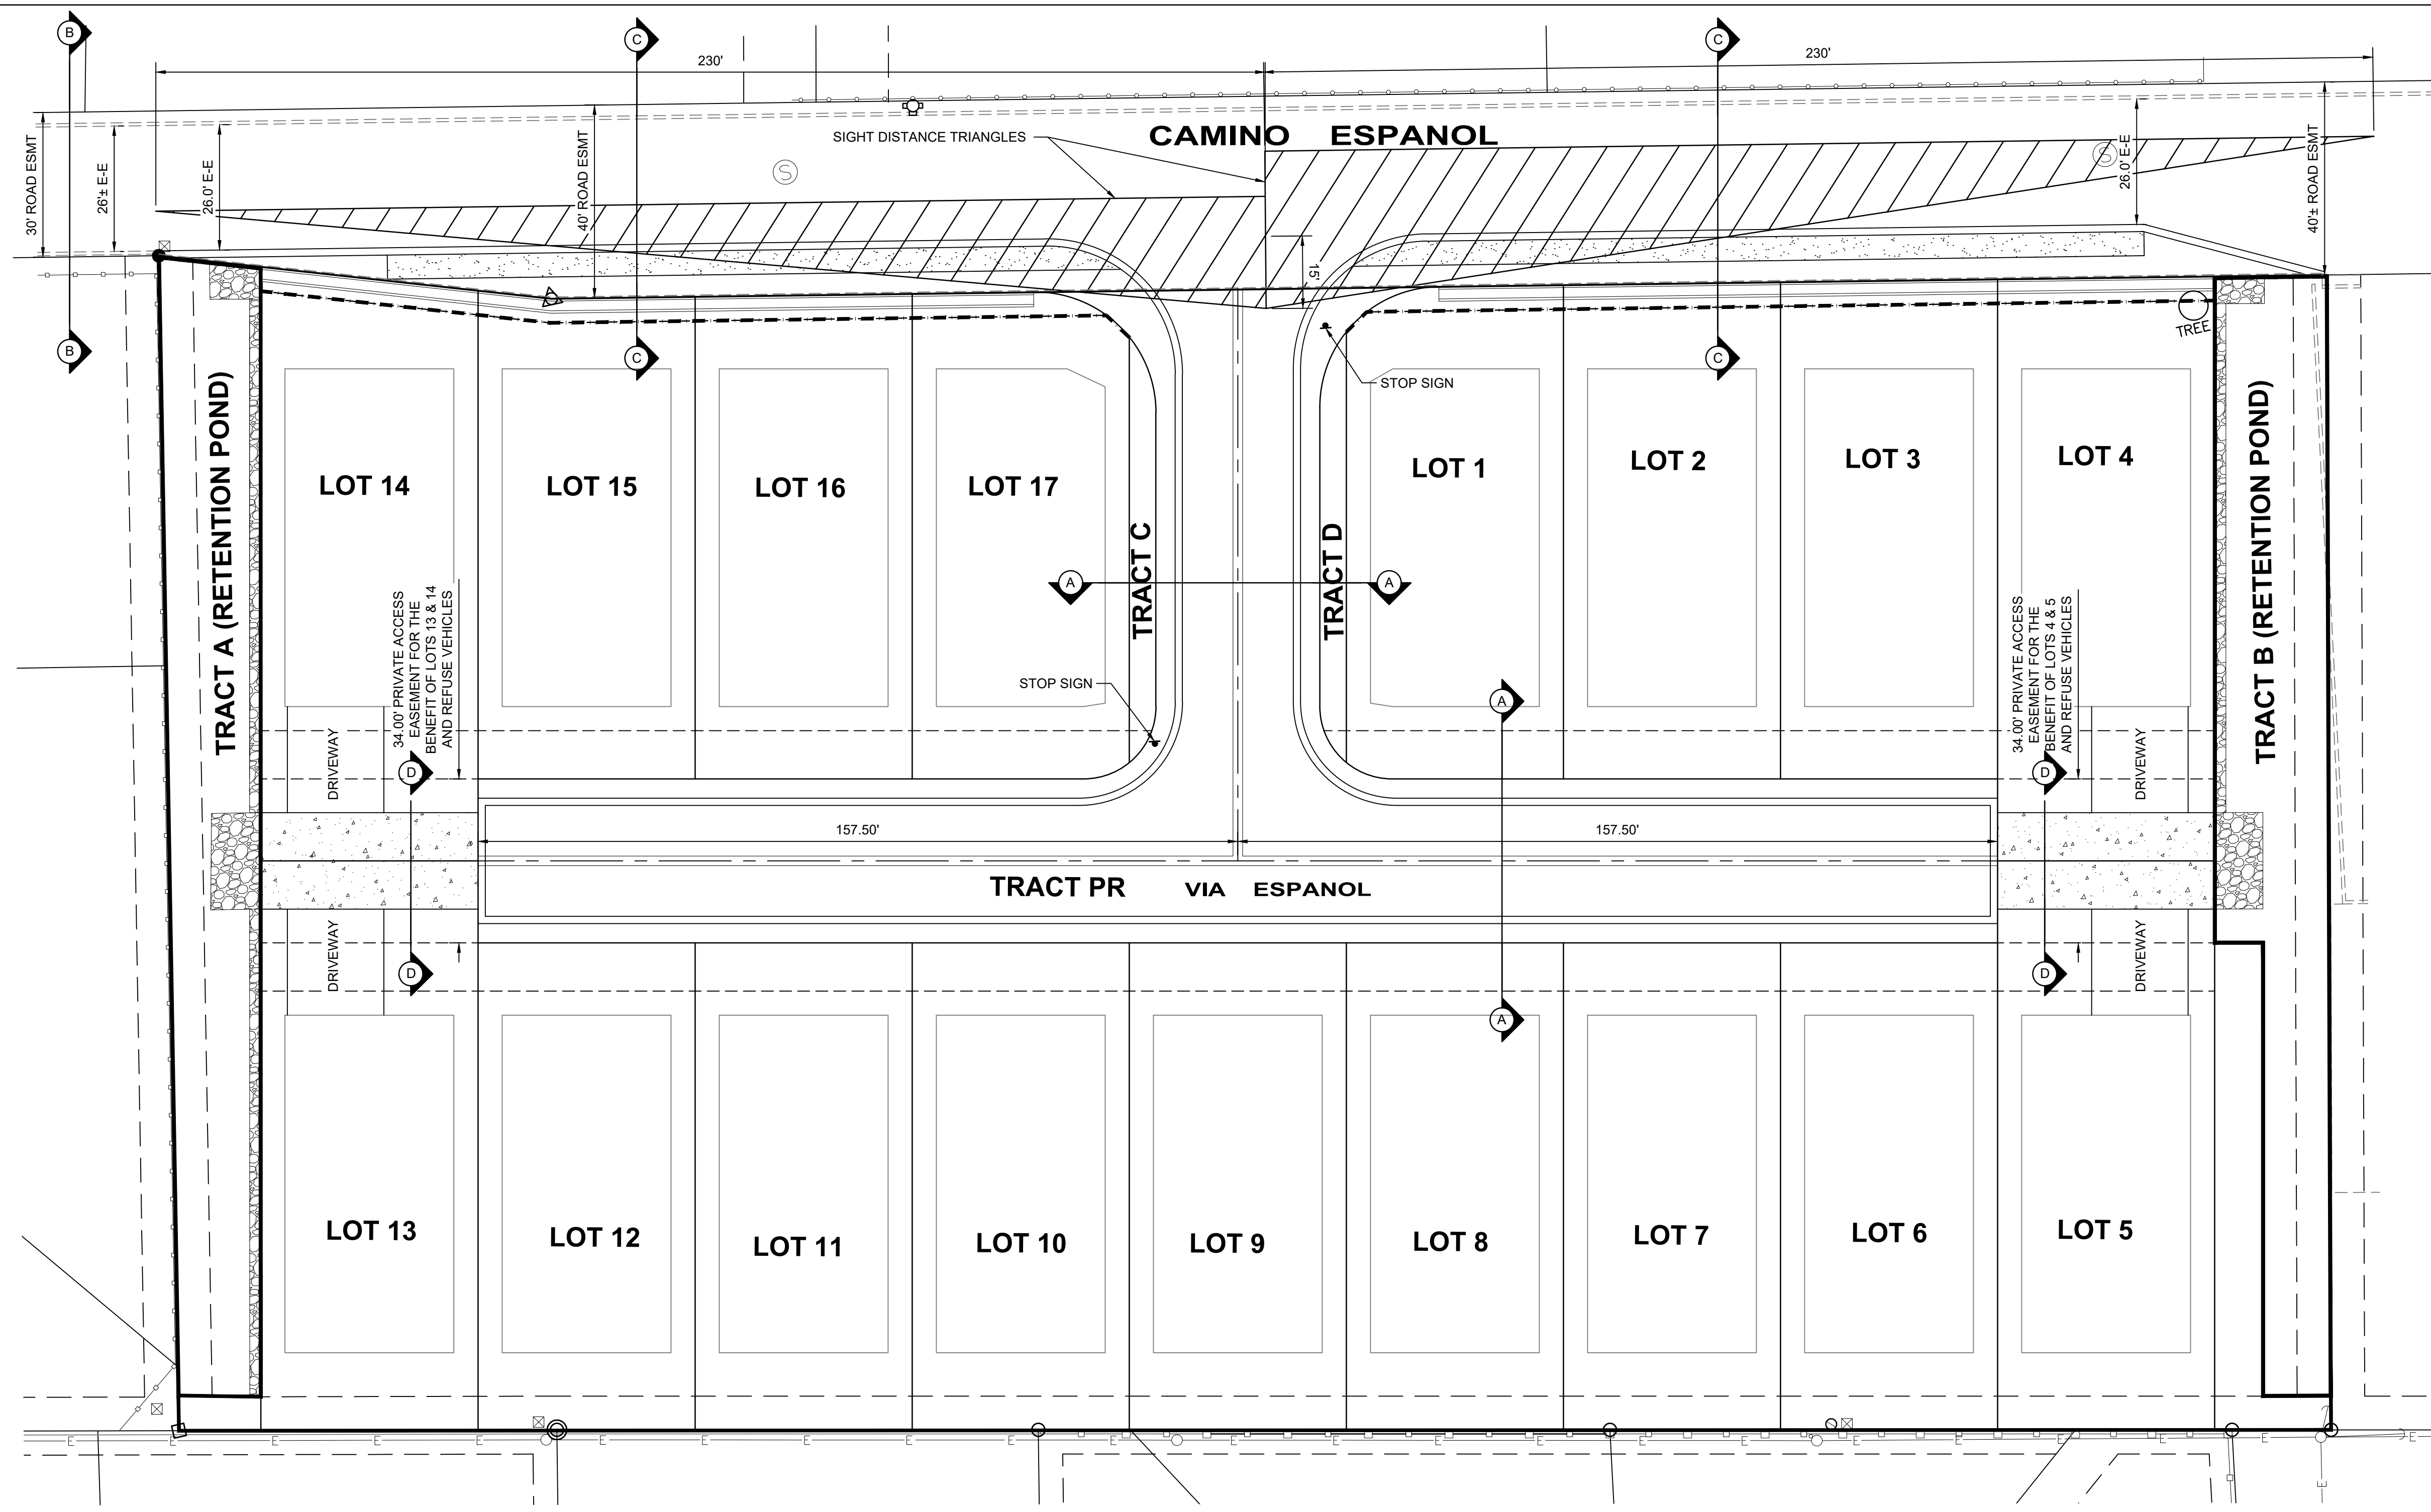 B
C
C
230'
230'
SIGHT DISTANCE TRIANGLES
CAMINO ESPANOL
30' ROAD ESMT
26'± E-E
26.0' E-E
40' ROAD ESMT
S
S
26.0' E-E
40'± ESMT
15'
B
C
C
TREE
STOP SIGN
TRACT A (RETENTION POND)
LOT 14
LOT 15
LOT 16
LOT 17
LOT 1
LOT 2
LOT 3
LOT 4
TRACT B (RETENTION POND)
TRACT C
TRACT D
A
A
34.00' PRIVATE ACCESS
EASEMENT FOR THE
BENEFIT OF LOTS 13 & 14
AND REFUSE VEHICLES
34.00' PRIVATE ACCESS
EASEMENT FOR THE
BENEFIT OF LOTS 4 & 5
AND REFUSE VEHICLES
STOP SIGN
A
DRIVEWAY
D
D
DRIVEWAY
157.50'
157.50'
TRACT PR
VIA ESPANOL
DRIVEWAY
D
D
DRIVEWAY
A
LOT 13
LOT 12
LOT 11
LOT 10
LOT 9
LOT 8
LOT 7
LOT 6
LOT 5
E E E E E E E E E E E E E E E E E E E E E E E E